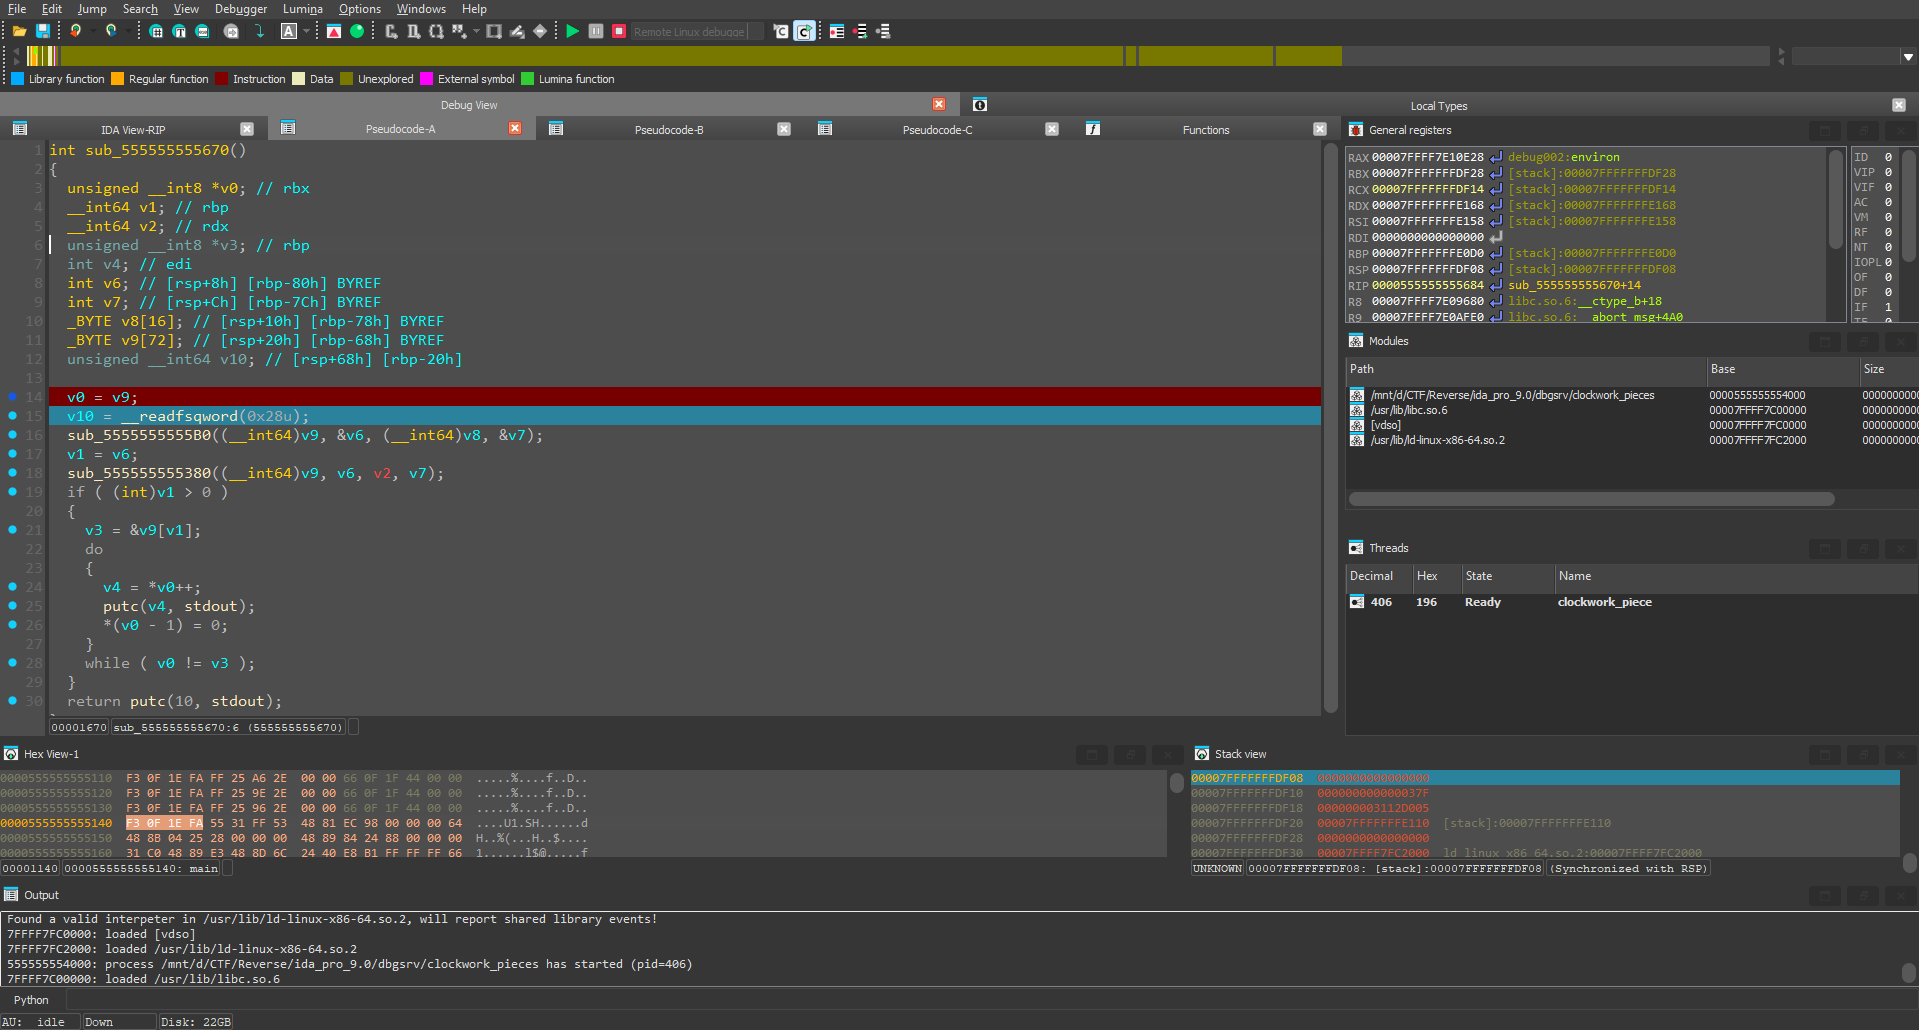 File Edit Jump Search View Debugger Lumina Options Windows Help
Remote Linux debugge
Library function Regular function Instruction Data Unexplored External symbol Lumina function
Debug View Local Types
IDA View-RIP Pseudocode-A Pseudocode-B Pseudocode-C Functions
1 int sub_555555555670()
2 {
3 unsigned __int8 *v0; // rbx
4 __int64 v1; // rbp
5 __int64 v2; // rdx
6 unsigned __int8 *v3; // rbp
7 int v4; // edi
8 int v6; // [rsp+8h] [rbp-80h] BYREF
9 int v7; // [rsp+Ch] [rbp-7Ch] BYREF
10 _BYTE v8[16]; // [rsp+10h] [rbp-78h] BYREF
11 _BYTE v9[72]; // [rsp+20h] [rbp-68h] BYREF
12 unsigned __int64 v10; // [rsp+68h] [rbp-20h]
13
14 v0 = v9;
15 v10 = __readfsqword(0x28u);
16 sub_5555555555B0((__int64)v9, &v6, (__int64)v8, &v7);
17 v1 = v6;
18 sub_555555555380((__int64)v9, v6, v2, v7);
19 if ( (int)v1 > 0 )
20 {
21 v3 = &v9[v1];
22 do
23 {
24 v4 = *v0++;
25 putc(v4, stdout);
26 *(v0 - 1) = 0;
27 }
28 while ( v0 != v3 );
29 }
30 return putc(10, stdout);
00001670 sub_555555555670:6 (555555555670)
General registers
RAX 00007FFFF7E10E28 debug002:environ
RBX 00007FFFFFFFDF28 [stack]:00007FFFFFFFDF28
RCX 00007FFFFFFFDF14 [stack]:00007FFFFFFFDF14
RDX 00007FFFFFFFE168 [stack]:00007FFFFFFFE168
RSI 00007FFFFFFFE158 [stack]:00007FFFFFFFE158
RDI 0000000000000000
RBP 00007FFFFFFFE0D0 [stack]:00007FFFFFFFE0D0
RSP 00007FFFFFFFDF08 [stack]:00007FFFFFFFDF08
RIP 0000555555555684 sub_555555555670+14
R8 00007FFFF7E09680 libc.so.6:__ctype_b+18
R9 00007FFFF7E0AFE0 libc.so.6:__abort_msg+4A0
ID 0
VIP 0
VIF 0
AC 0
VM 0
RF 0
NT 0
IOPL 0
OF 0
DF 0
IF 1
TF 0
Modules
Path Base Size
/mnt/d/CTF/Reverse/ida_pro_9.0/dbgsrv/clockwork_pieces 0000555555554000 0000000000
/usr/lib/libc.so.6 00007FFFF7C00000 0000000000
[vdso] 00007FFFF7FC0000 0000000000
/usr/lib/ld-linux-x86-64.so.2 00007FFFF7FC2000 0000000000
Threads
Decimal Hex State Name
406 196 Ready clockwork_piece
Hex View-1
0000555555555110 F3 0F 1E FA FF 25 A6 2E 00 00 66 0F 1F 44 00 00 .....%....f..D..
0000555555555120 F3 0F 1E FA FF 25 9E 2E 00 00 66 0F 1F 44 00 00 .....%....f..D..
0000555555555130 F3 0F 1E FA FF 25 96 2E 00 00 66 0F 1F 44 00 00 .....%....f..D..
0000555555555140 F3 0F 1E FA 55 31 FF 53 48 81 EC 98 00 00 00 64 ....U1.SH......d
0000555555555150 48 8B 04 25 28 00 00 00 48 89 84 24 88 00 00 00 H..%(...H..$....
0000555555555160 31 C0 48 89 E3 48 8D 6C 24 40 E8 B1 FF FF FF 66 1......l$@.....f
00001140 0000555555555140: main
Stack view
00007FFFFFFFDF08 0000000000000000
00007FFFFFFFDF10 000000000000037F
00007FFFFFFFDF18 000000003112D005
00007FFFFFFFDF20 00007FFFFFFFE110 [stack]:00007FFFFFFFE110
00007FFFFFFFDF28 0000000000000000
00007FFFFFFFDF30 00007FFFF7FC2000 ld_linux_x86_64.so.2:00007FFFF7FC2000
UNKNOWN 00007FFFFFFFDF08: [stack]:00007FFFFFFFDF08 (Synchronized with RSP)
Output
Found a valid interpeter in /usr/lib/ld-linux-x86-64.so.2, will report shared library events!
7FFFF7FC0000: loaded [vdso]
7FFFF7FC2000: loaded /usr/lib/ld-linux-x86-64.so.2
555555554000: process /mnt/d/CTF/Reverse/ida_pro_9.0/dbgsrv/clockwork_pieces has started (pid=406)
7FFFF7C00000: loaded /usr/lib/libc.so.6
Python
AU: idle Down Disk: 22GB